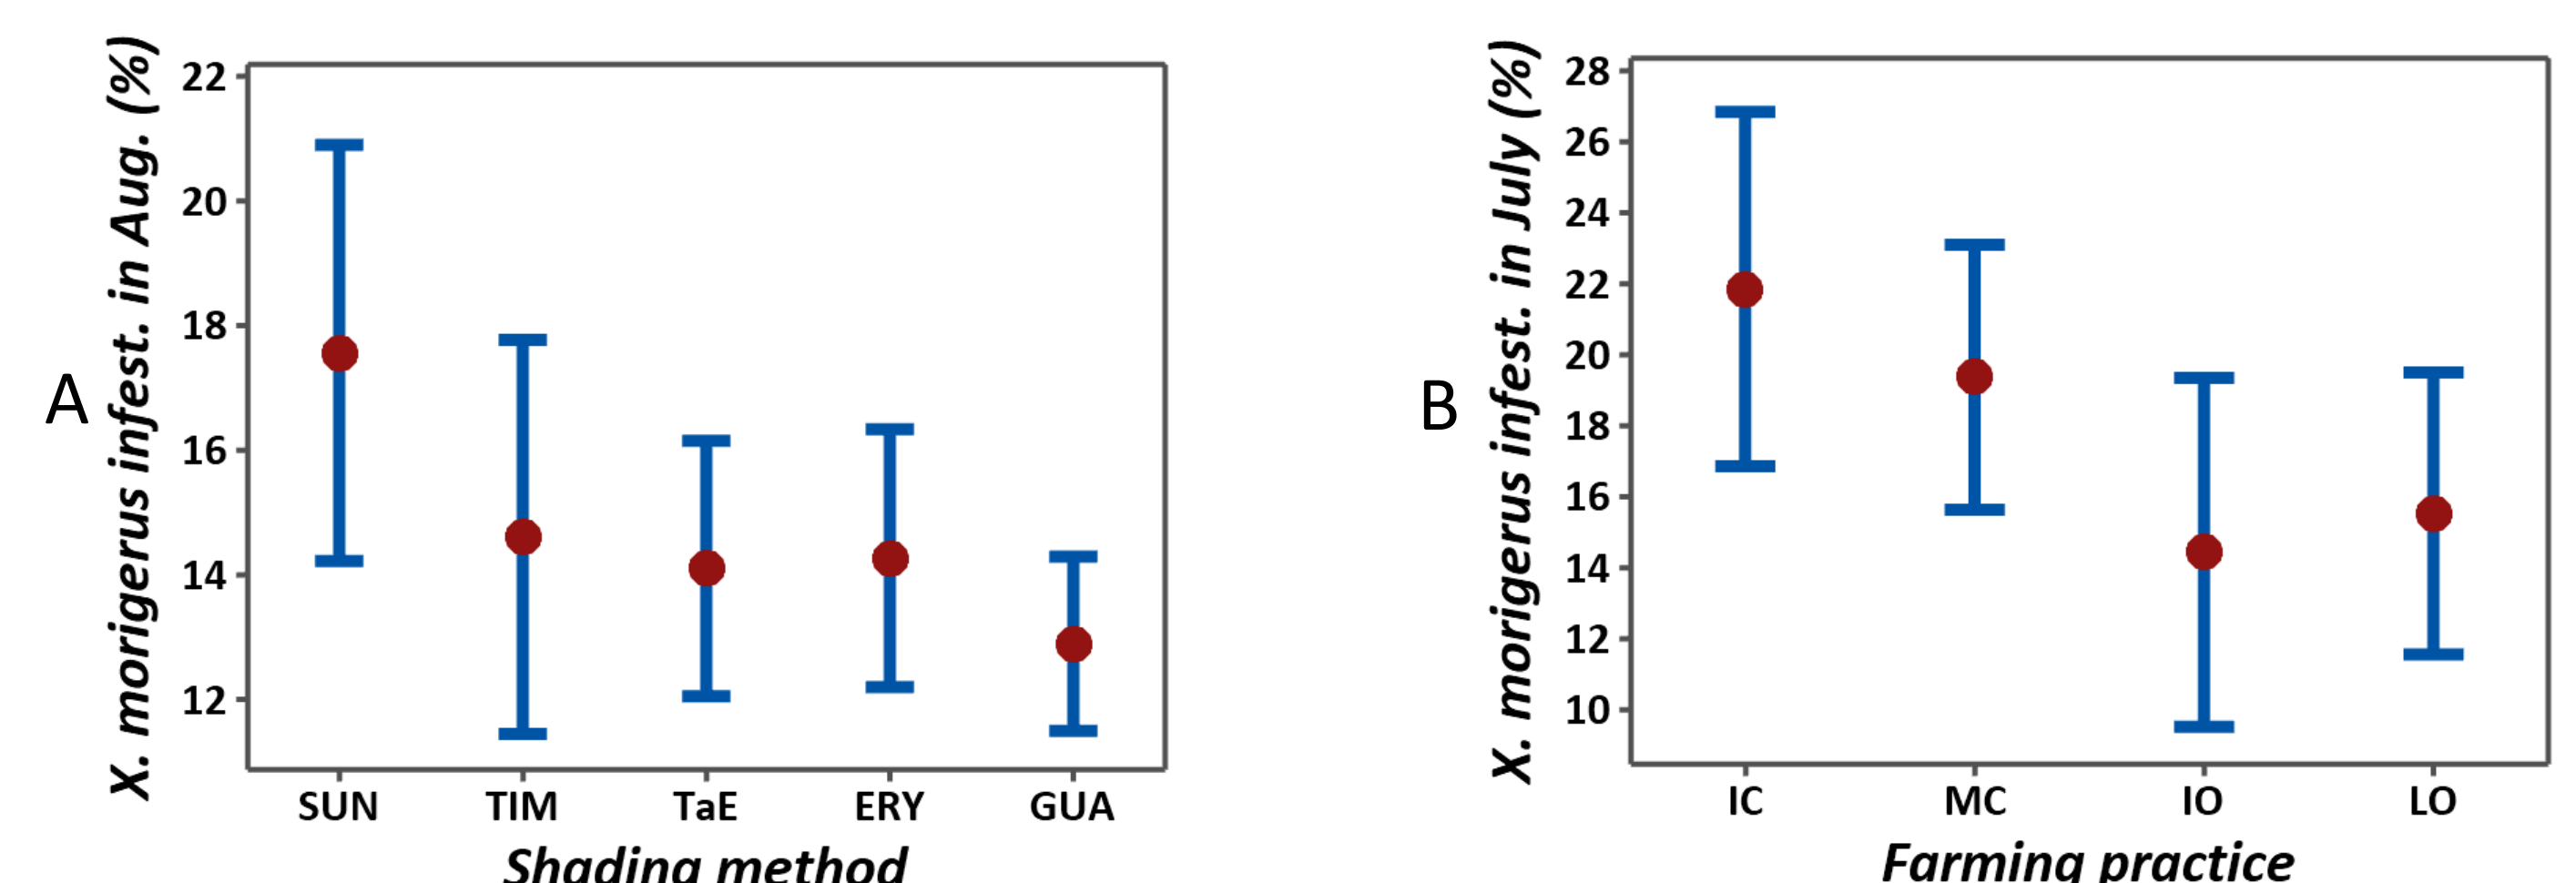 A
X. morigerus infest. in Aug. (%)
22
20
18
16
14
12
SUN TIM TaE ERY GUA
Shading method
B
X. morigerus infest. in July (%)
28
26
24
22
20
18
16
14
12
10
IC MC IO LO
Farming practice